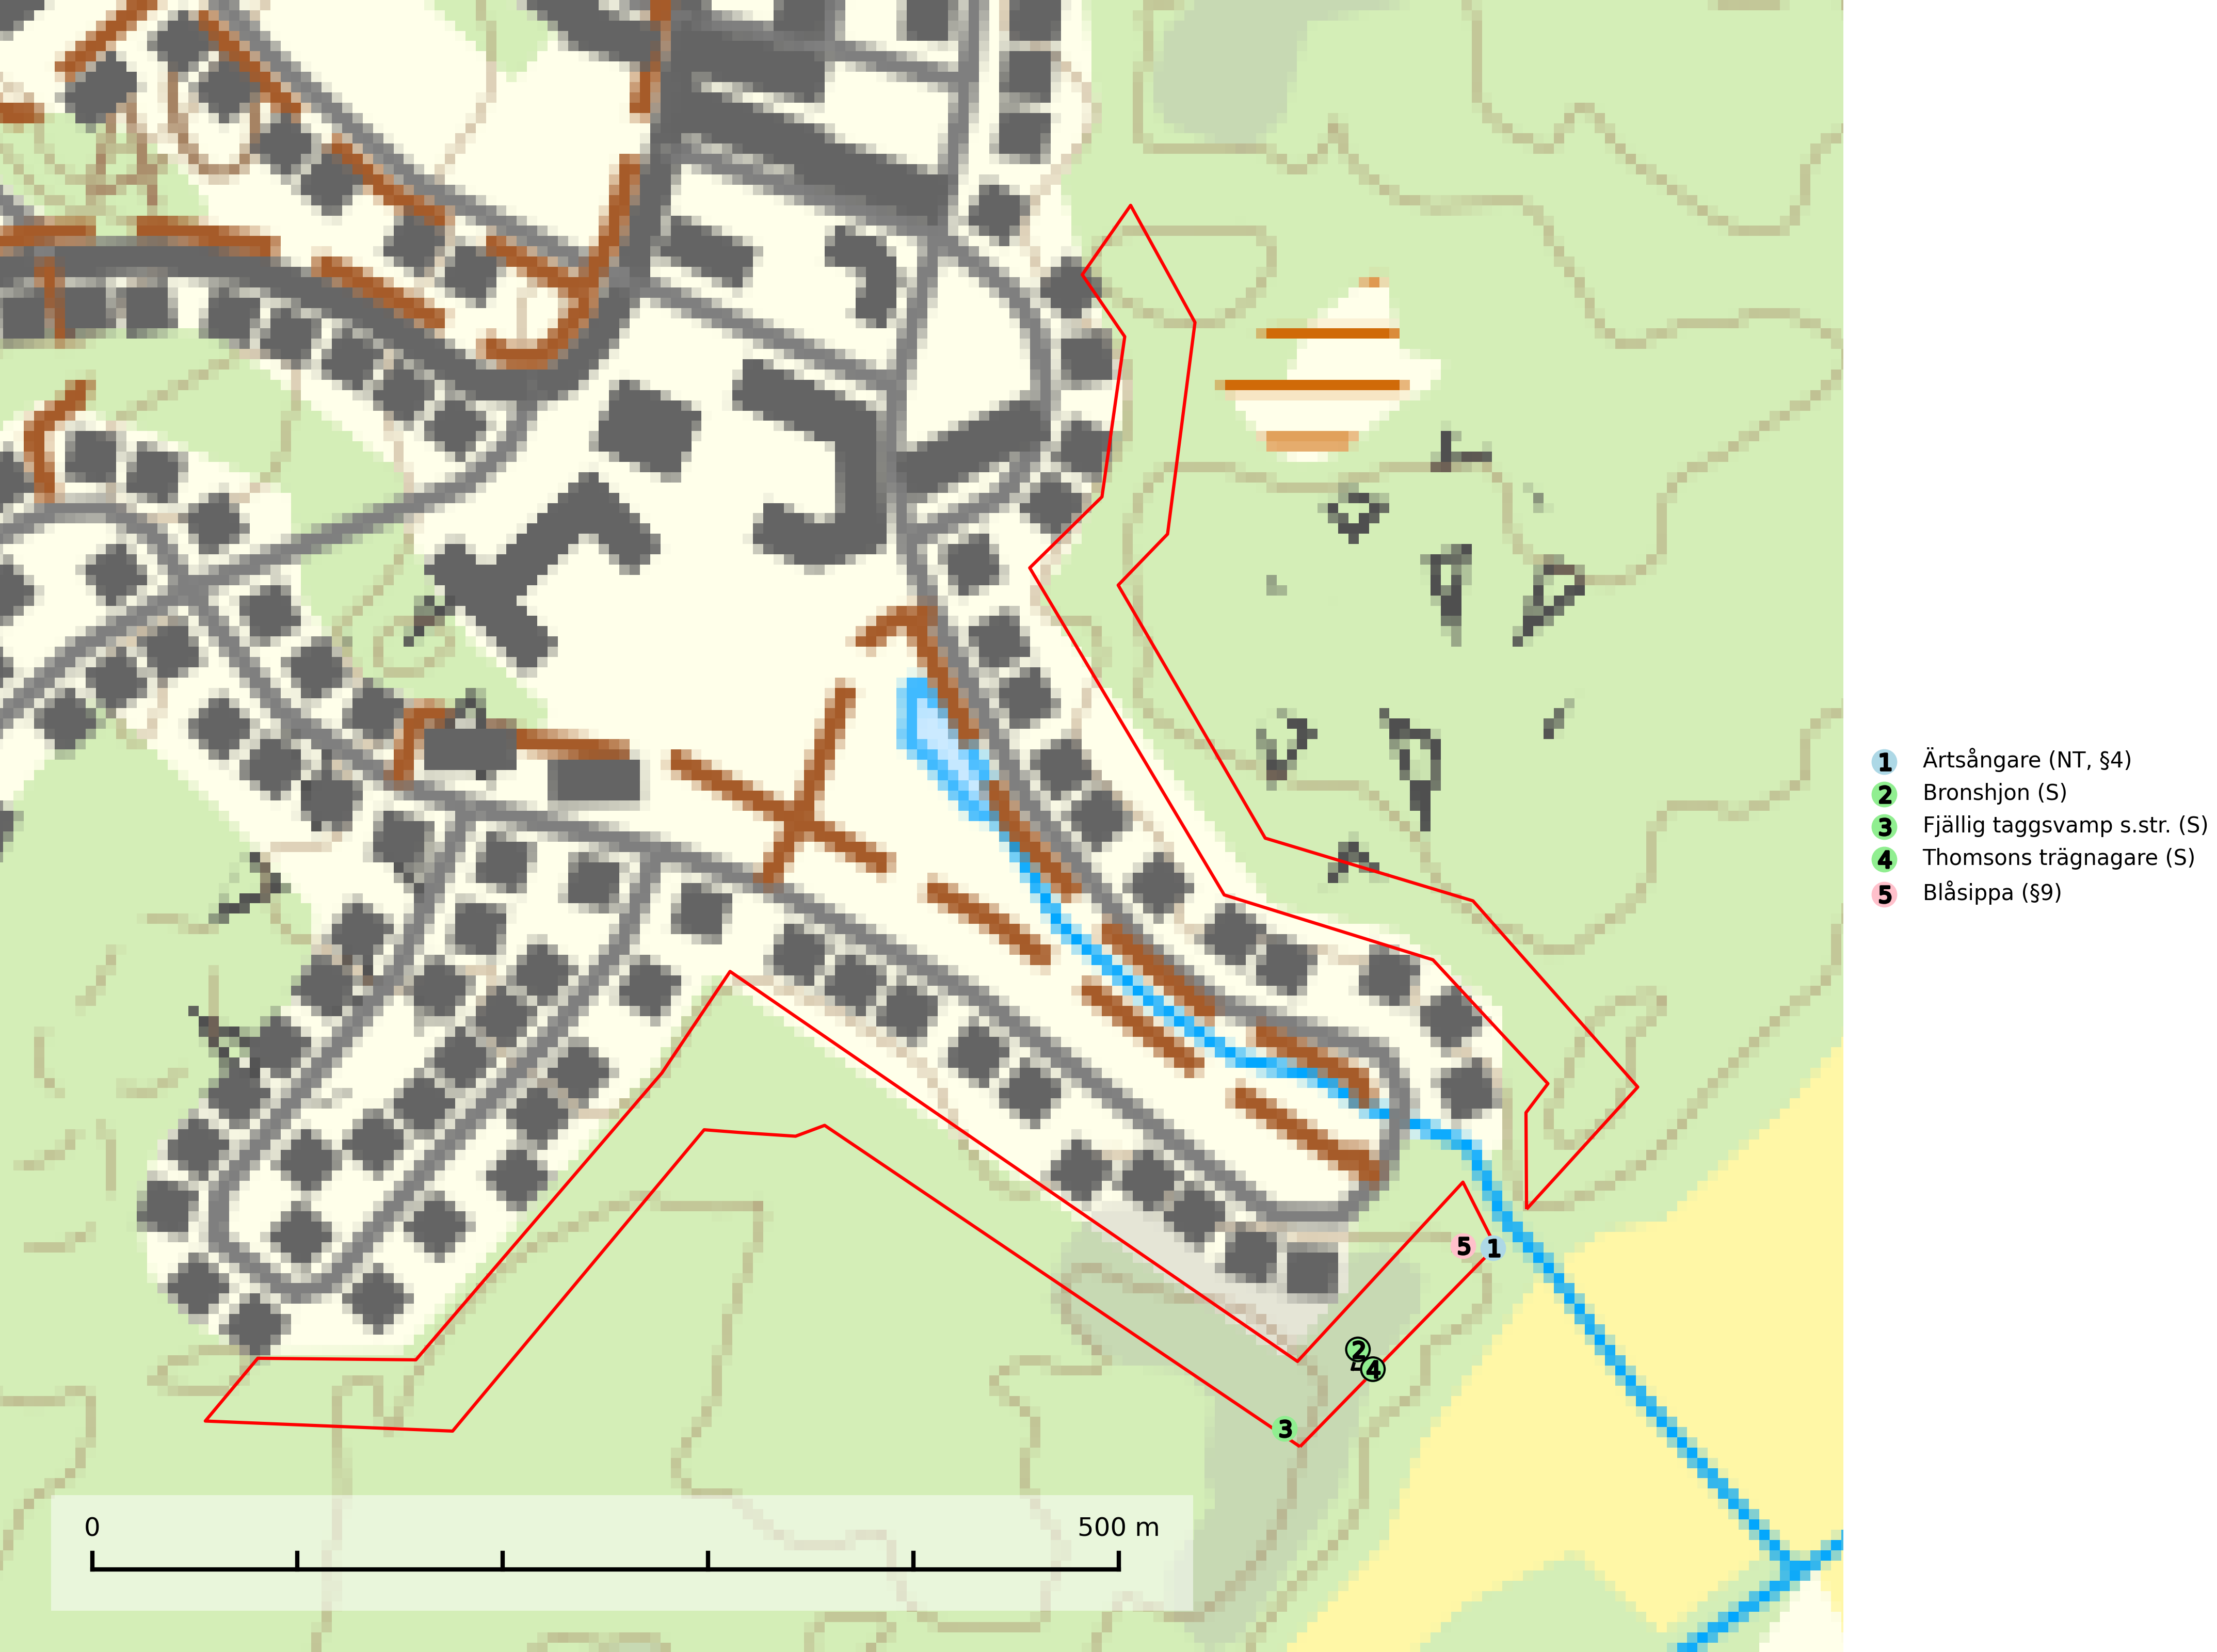 1 Ärtsångare (NT, §4)
2 Bronshjon (S)
3 Fjällig taggsvamp s.str. (S)
4 Thomsons trägnagare (S)
5 Blåsippa (§9)
5 1
2
4
3
0 500 m